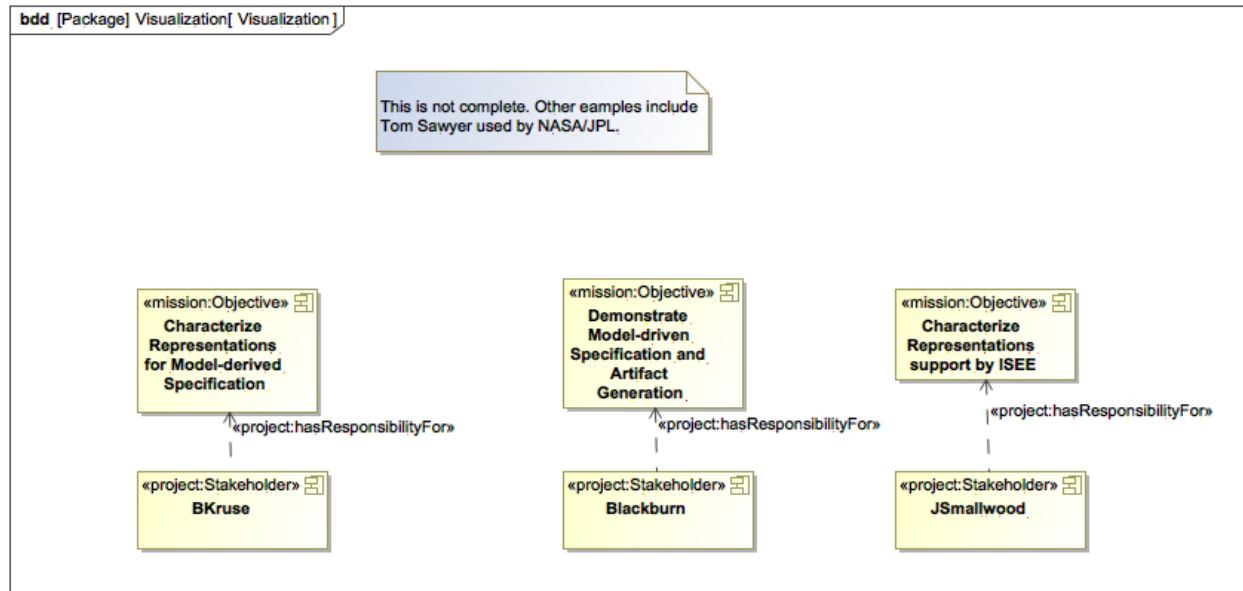 bdd [Package] Visualization[ Visualization ]
This is not complete. Other eamples include
Tom Sawyer used by NASA/JPL.
«mission:Objective»
Characterize
Representations
for Model-derived
Specification
«mission:Objective»
Demonstrate
Model-driven
Specification and
Artifact
Generation
«mission:Objective»
Characterize
Representations
support by ISEE
«project:hasResponsibilityFor»
«project:hasResponsibilityFor»
«project:hasResponsibilityFor»
«project:Stakeholder»
BKruse
«project:Stakeholder»
Blackburn
«project:Stakeholder»
JSmallwood